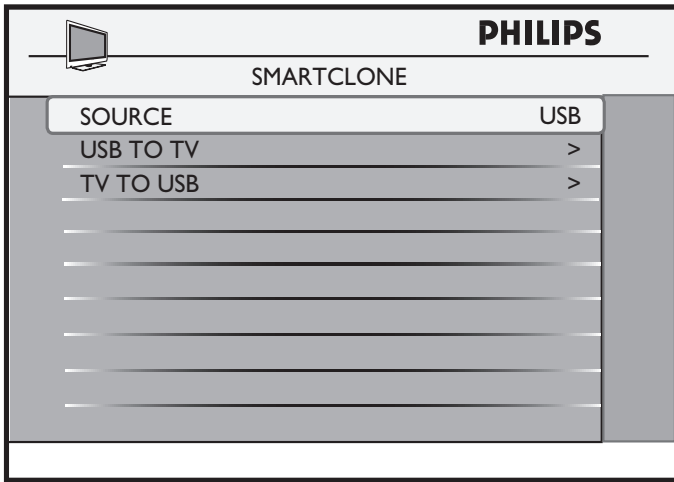 PHILIPS
SMARTCLONE
SOURCE USB
USB TO TV >
TV TO USB >